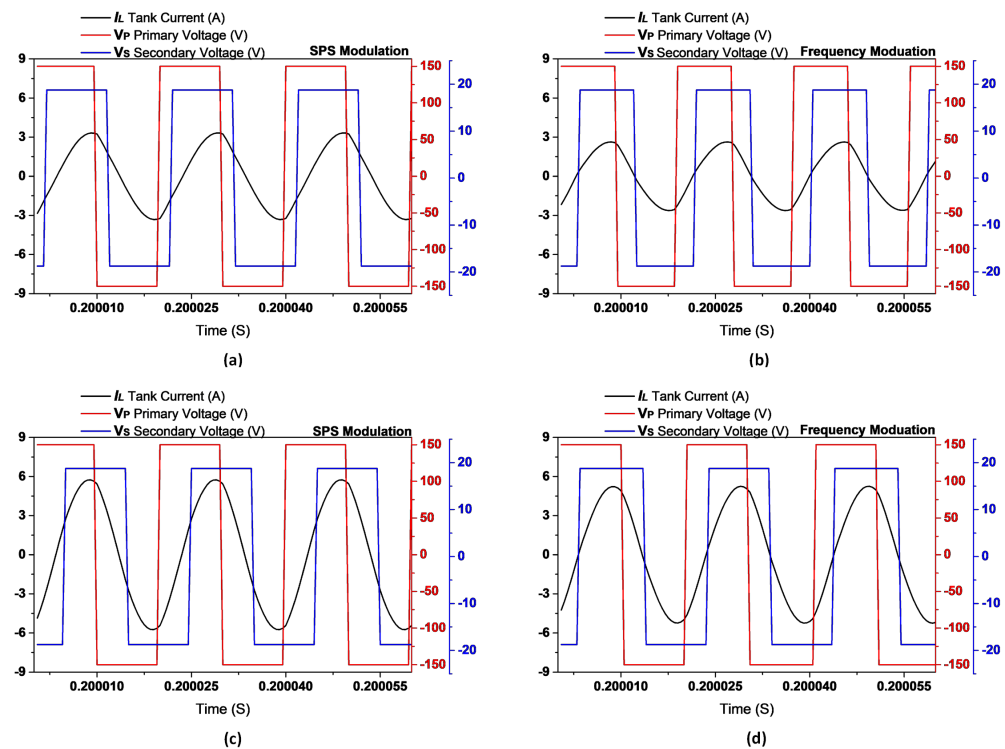 IL Tank Current (A)
VP Primary Voltage (V)
VS Secondary Voltage (V)
SPS Modulation
9
6
3
0
-3
-6
-9
150
100
50
0
-50
-100
-150
20
10
0
-10
-20
0.200010 0.200025 0.200040 0.200055
Time (S)
(a)
IL Tank Current (A)
VP Primary Voltage (V)
VS Secondary Voltage (V)
Frequency Moduation
9
6
3
0
-3
-6
-9
150
100
50
0
-50
-100
-150
20
10
0
-10
-20
0.200010 0.200025 0.200040 0.200055
Time (S)
(b)
IL Tank Current (A)
VP Primary Voltage (V)
VS Secondary Voltage (V)
SPS Modulation
9
6
3
0
-3
-6
-9
150
100
50
0
-50
-100
-150
20
10
0
-10
-20
0.200010 0.200025 0.200040 0.200055
Time (S)
(c)
IL Tank Current (A)
VP Primary Voltage (V)
VS Secondary Voltage (V)
Frequency Moduation
9
6
3
0
-3
-6
-9
150
100
50
0
-50
-100
-150
20
10
0
-10
-20
0.200010 0.200025 0.200040 0.200055
Time (S)
(d)